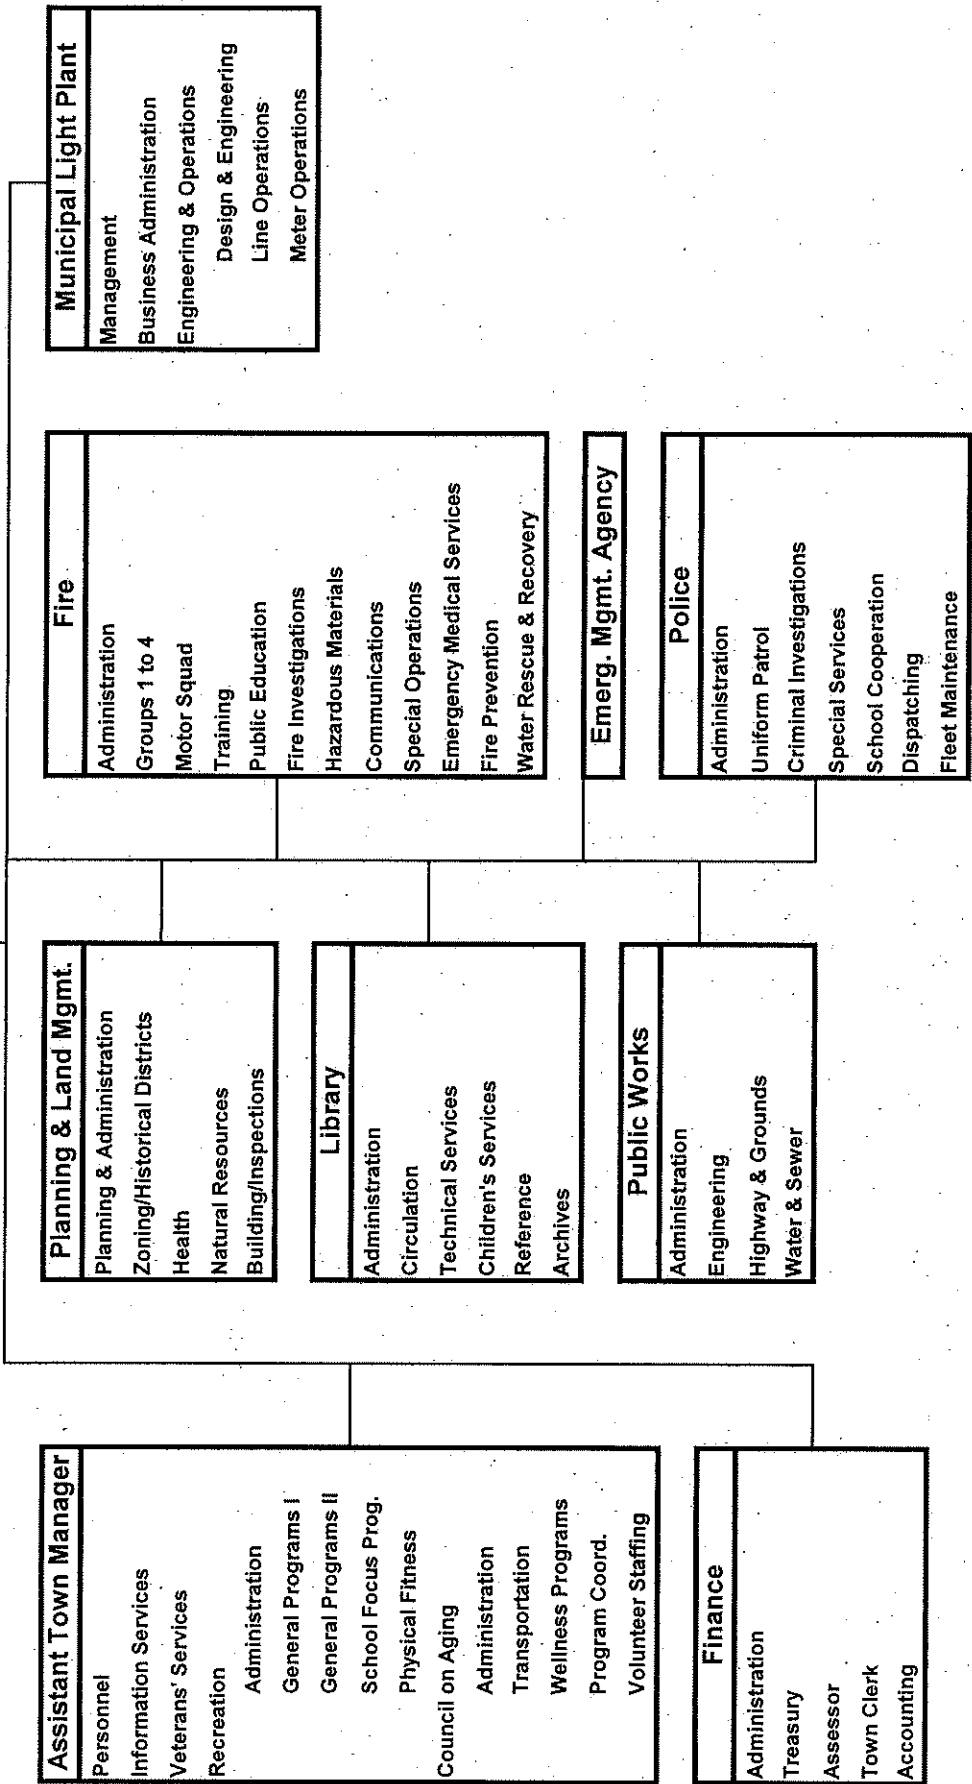 Assistant Town Manager
Personnel
Information Services
Veterans' Services
Recreation
Administration
General Programs I
General Programs II
School Focus Prog.
Physical Fitness
Council on Aging
Administration
Transportation
Wellness Programs
Program Coord.
Volunteer Staffing
Finance
Administration
Treasury
Assessor
Town Clerk
Accounting
Planning & Land Mgmt.
Planning & Administration
Zoning/Historical Districts
Health
Natural Resources
Building/Inspections
Library
Administration
Circulation
Technical Services
Children's Services
Reference
Archives
Public Works
Administration
Engineering
Highway & Grounds
Water & Sewer
Fire
Administration
Groups 1 to 4
Motor Squad
Training
Public Education
Fire Investigations
Hazardous Materials
Communications
Special Operations
Emergency Medical Services
Fire Prevention
Water Rescue & Recovery
Emerg. Mgmt. Agency
Police
Administration
Uniform Patrol
Criminal Investigations
Special Services
School Cooperation
Dispatching
Fleet Maintenance
Municipal Light Plant
Management
Business Administration
Engineering & Operations
Design & Engineering
Line Operations
Meter Operations